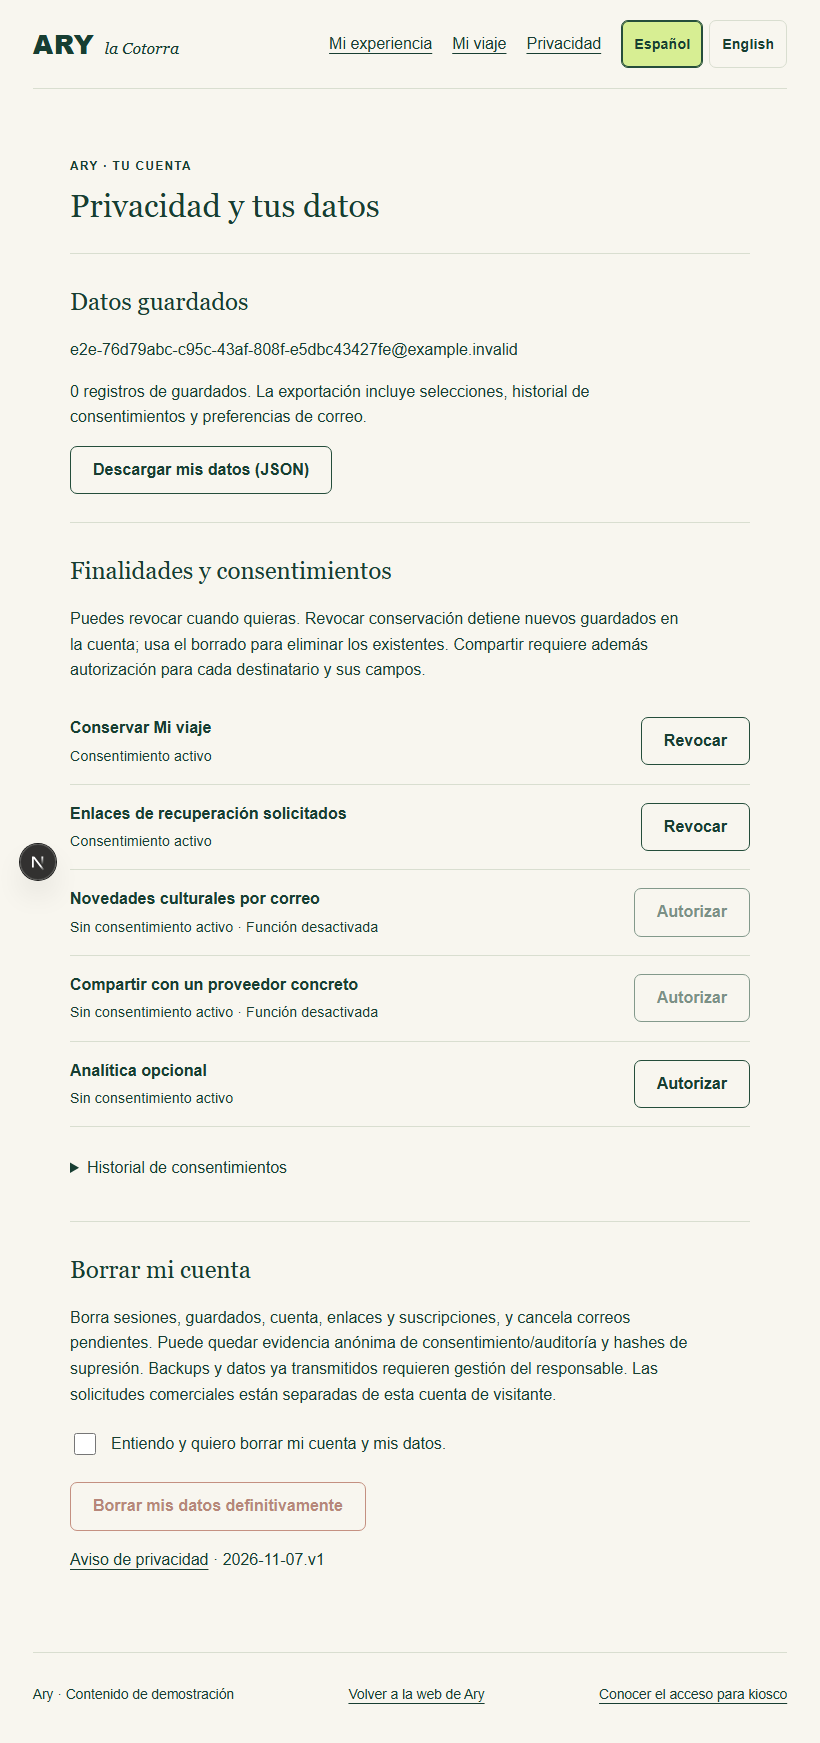 ARY la Cotorra
Mi experiencia
Mi viaje
Privacidad
Español
English
ARY · TU CUENTA
Privacidad y tus datos
Datos guardados
e2e-76d79abc-c95c-43af-808f-e5dbc43427fe@example.invalid
0 registros de guardados. La exportación incluye selecciones, historial de
consentimientos y preferencias de correo.
Descargar mis datos (JSON)
Finalidades y consentimientos
Puedes revocar cuando quieras. Revocar conservación detiene nuevos guardados en
la cuenta; usa el borrado para eliminar los existentes. Compartir requiere además
autorización para cada destinatario y sus campos.
Conservar Mi viaje
Consentimiento activo
Revocar
Enlaces de recuperación solicitados
Consentimiento activo
Revocar
N
Novedades culturales por correo
Sin consentimiento activo · Función desactivada
Autorizar
Compartir con un proveedor concreto
Sin consentimiento activo · Función desactivada
Autorizar
Analítica opcional
Sin consentimiento activo
Autorizar
Historial de consentimientos
Borrar mi cuenta
Borra sesiones, guardados, cuenta, enlaces y suscripciones, y cancela correos
pendientes. Puede quedar evidencia anónima de consentimiento/auditoría y hashes de
supresión. Backups y datos ya transmitidos requieren gestión del responsable. Las
solicitudes comerciales están separadas de esta cuenta de visitante.
Entiendo y quiero borrar mi cuenta y mis datos.
Borrar mis datos definitivamente
Aviso de privacidad · 2026-11-07.v1
Ary · Contenido de demostración
Volver a la web de Ary
Conocer el acceso para kiosco